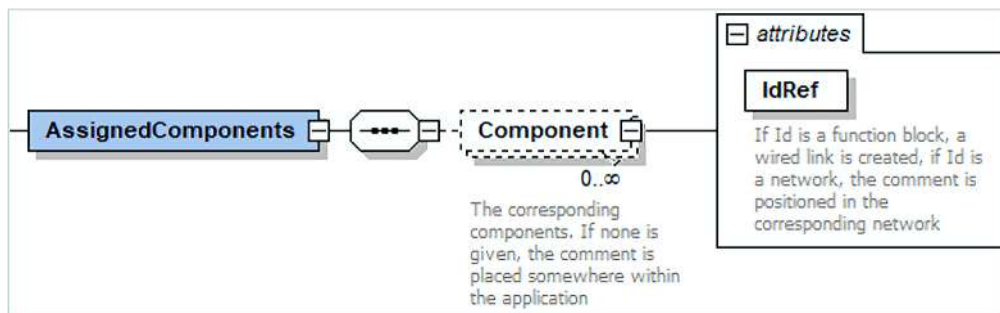 attributes
IdRef
AssignedComponents
Component
0..∞
If Id is a function block, a
wired link is created, if Id is
a network, the comment is
positioned in the
corresponding network
The corresponding
components. If none is
given, the comment is
placed somewhere within
the application